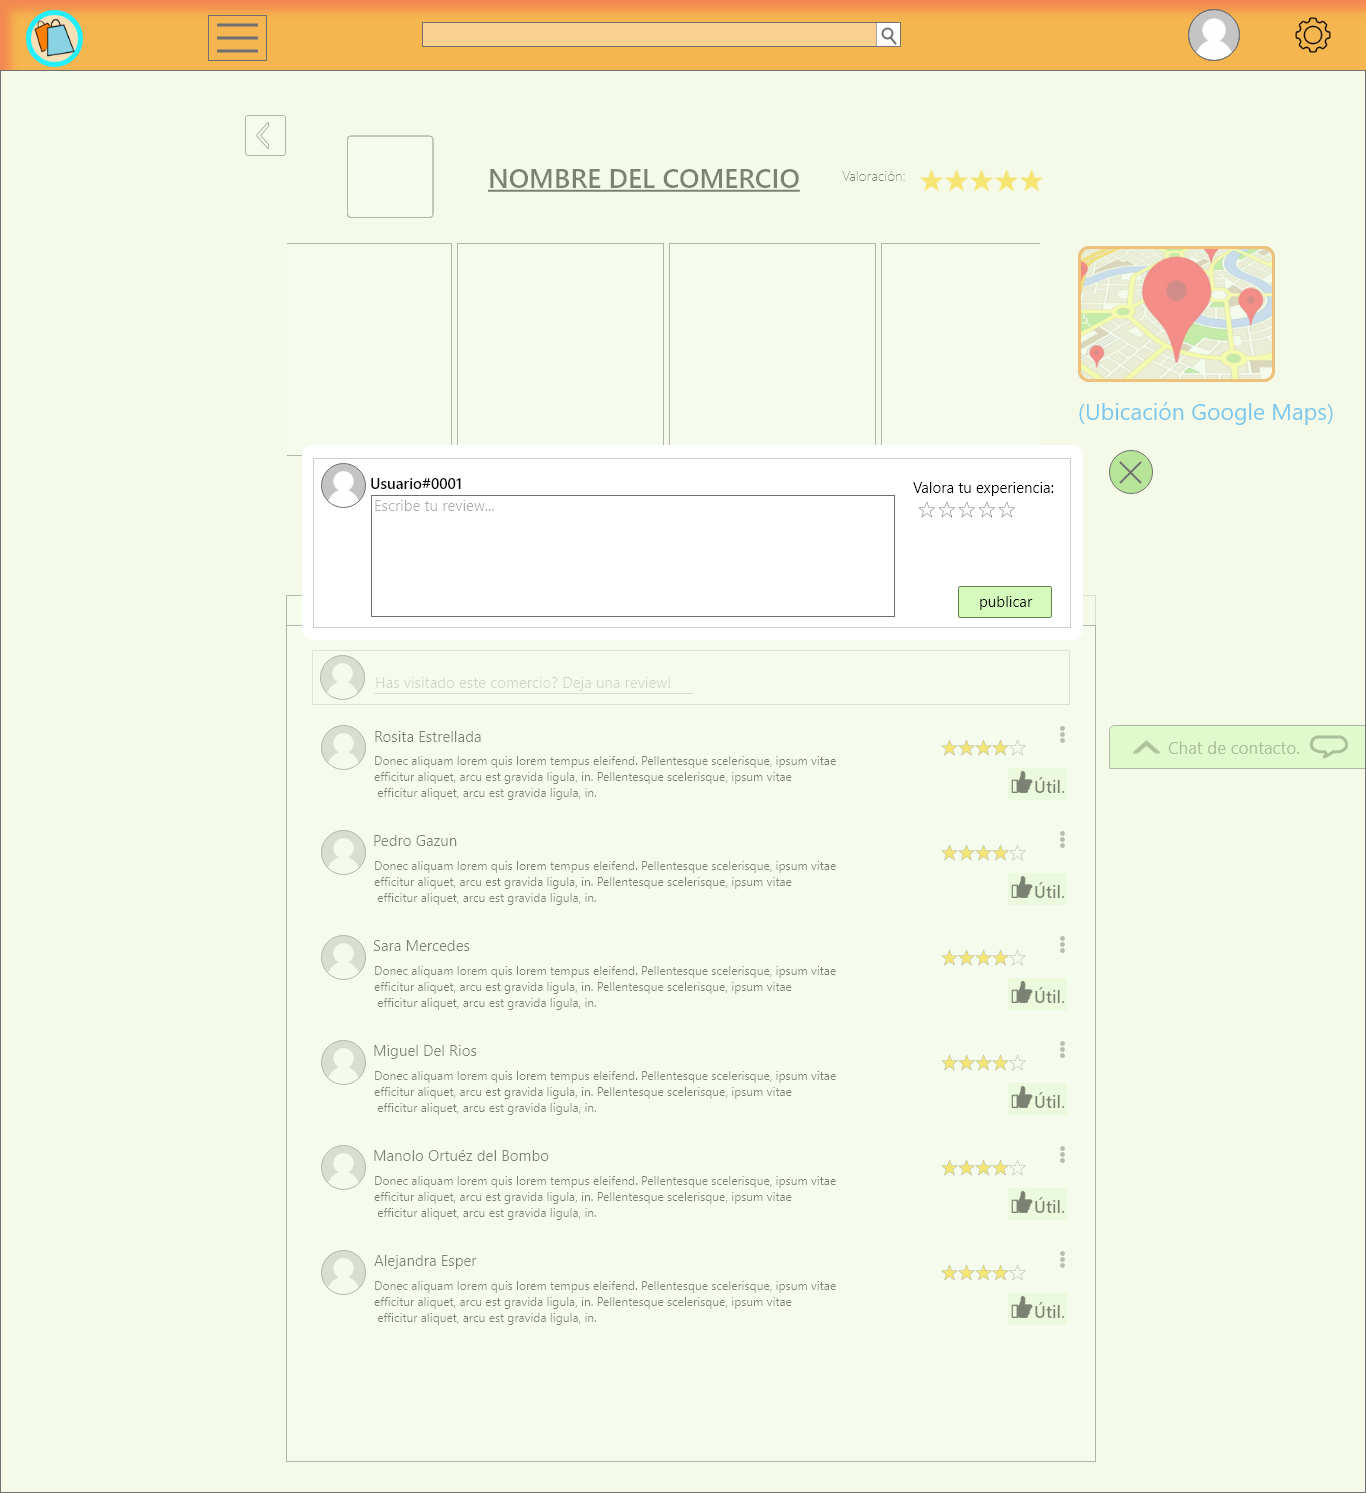 NOMBRE DEL COMERCIO
Valoración:
(Ubicación Google Maps)
Usuario#0001
Escribe tu review...
Valora tu experiencia:
publicar
Has visitado este comercio? Deja una review!
Chat de contacto.
Rosita Estrellada
Donec aliquam lorem quis lorem tempus eleifend. Pellentesque scelerisque, ipsum vitae
efficitur aliquet, arcu est gravida ligula, in. Pellentesque scelerisque, ipsum vitae
efficitur aliquet, arcu est gravida ligula, in.
Útil.
Pedro Gazun
Donec aliquam lorem quis lorem tempus eleifend. Pellentesque scelerisque, ipsum vitae
efficitur aliquet, arcu est gravida ligula, in. Pellentesque scelerisque, ipsum vitae
efficitur aliquet, arcu est gravida ligula, in.
Útil.
Sara Mercedes
Donec aliquam lorem quis lorem tempus eleifend. Pellentesque scelerisque, ipsum vitae
efficitur aliquet, arcu est gravida ligula, in. Pellentesque scelerisque, ipsum vitae
efficitur aliquet, arcu est gravida ligula, in.
Útil.
Miguel Del Rios
Donec aliquam lorem quis lorem tempus eleifend. Pellentesque scelerisque, ipsum vitae
efficitur aliquet, arcu est gravida ligula, in. Pellentesque scelerisque, ipsum vitae
efficitur aliquet, arcu est gravida ligula, in.
Útil.
Manolo Ortuéz del Bombo
Donec aliquam lorem quis lorem tempus eleifend. Pellentesque scelerisque, ipsum vitae
efficitur aliquet, arcu est gravida ligula, in. Pellentesque scelerisque, ipsum vitae
efficitur aliquet, arcu est gravida ligula, in.
Útil.
Alejandra Esper
Donec aliquam lorem quis lorem tempus eleifend. Pellentesque scelerisque, ipsum vitae
efficitur aliquet, arcu est gravida ligula, in. Pellentesque scelerisque, ipsum vitae
efficitur aliquet, arcu est gravida ligula, in.
Útil.